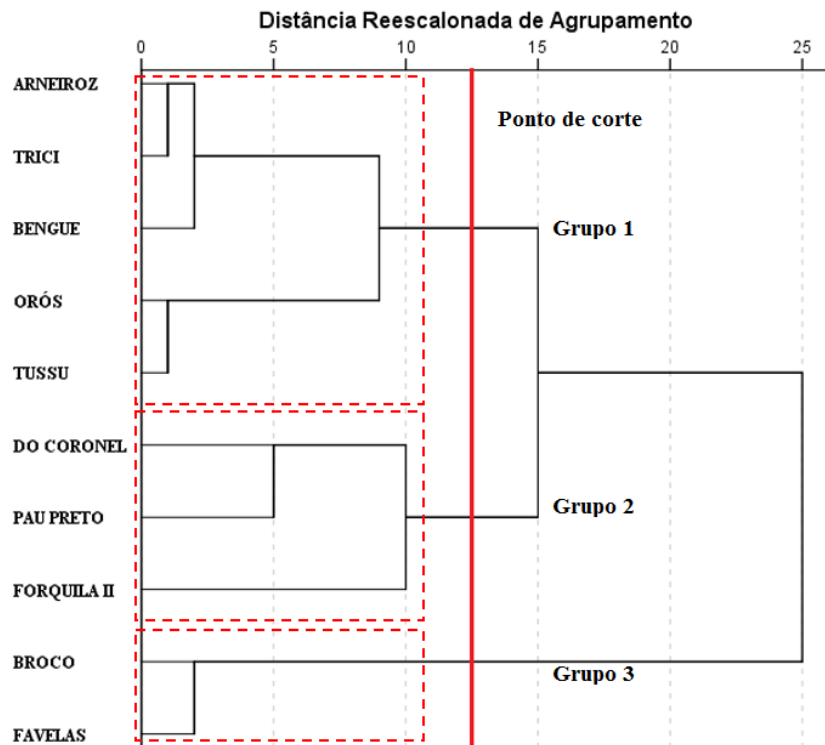 Distância Reescalonada de Agrupamento
0 5 10 15 20 25
ARNEIROZ
Ponto de corte
TRICI
BENGUE
Grupo 1
ORÓS
TUSSU
DO CORONEL
PAU PRETO
Grupo 2
FORQUILA II
BROCO
Grupo 3
FAVELAS